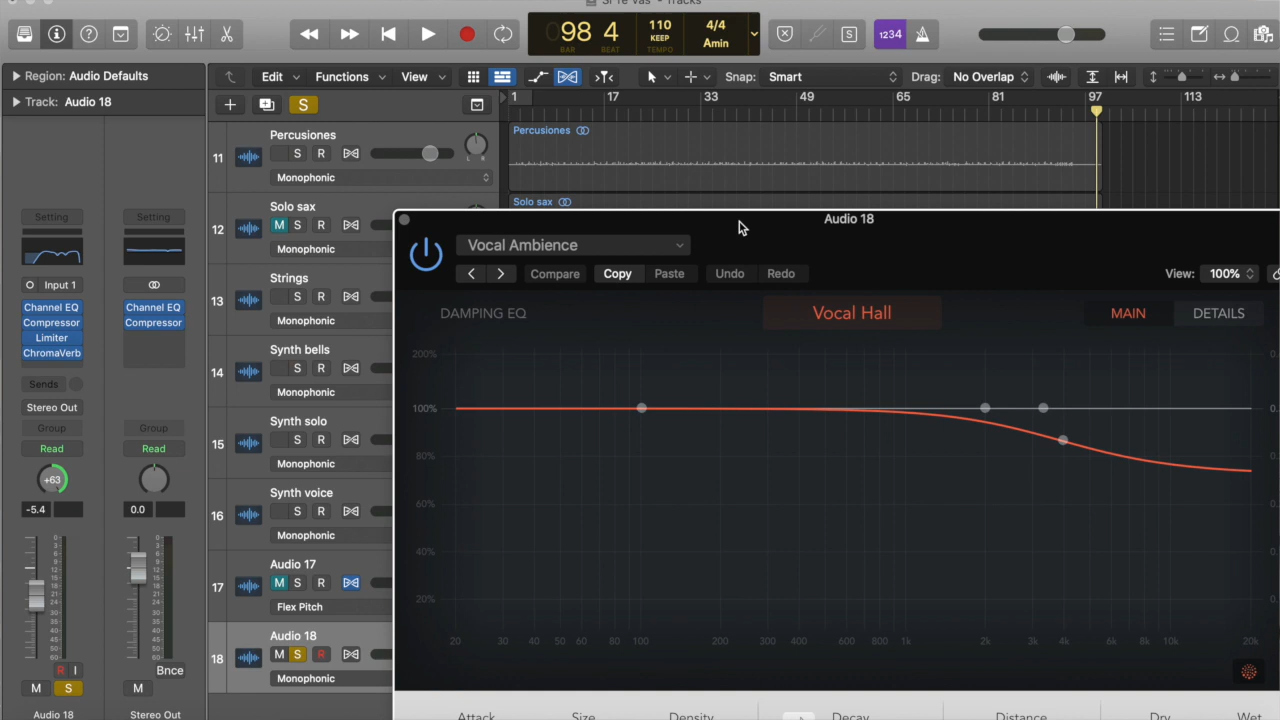 Si Te Vas - Tracks
98 4
BAR BEAT
110
KEEP
TEMPO
4/4
Amin
1234
Region: Audio Defaults
Track: Audio 18
Edit Functions View Snap: Smart Drag: No Overlap
S
1 17 33 49 65 81 97 113
Setting Setting
Input 1
Channel EQ Channel EQ
Compressor Compressor
Limiter
ChromaVerb
Sends
Stereo Out
Group Group
Read Read
+63
-5.4 0.0
R I Bnce
M S M
Audio 18 Stereo Out
11 Percusiones
S R
L R
Monophonic
Percusiones
12 Solo sax
M S R
Monophonic
Solo sax
13 Strings
S R
Monophonic
14 Synth bells
S R
Monophonic
15 Synth solo
S R
Monophonic
16 Synth voice
S R
Monophonic
17 Audio 17
M S R
Flex Pitch
18 Audio 18
M S R
Monophonic
Audio 18
Vocal Ambience
Compare Copy Paste Undo Redo View: 100%
DAMPING EQ Vocal Hall MAIN DETAILS
200%
100%
80%
60%
40%
20%
20 30 40 50 60 80 100 200 300 400 600 800 1k 2k 3k 4k 6k 8k 10k 20k
Attack Size Density Decay Distance Dry Wet